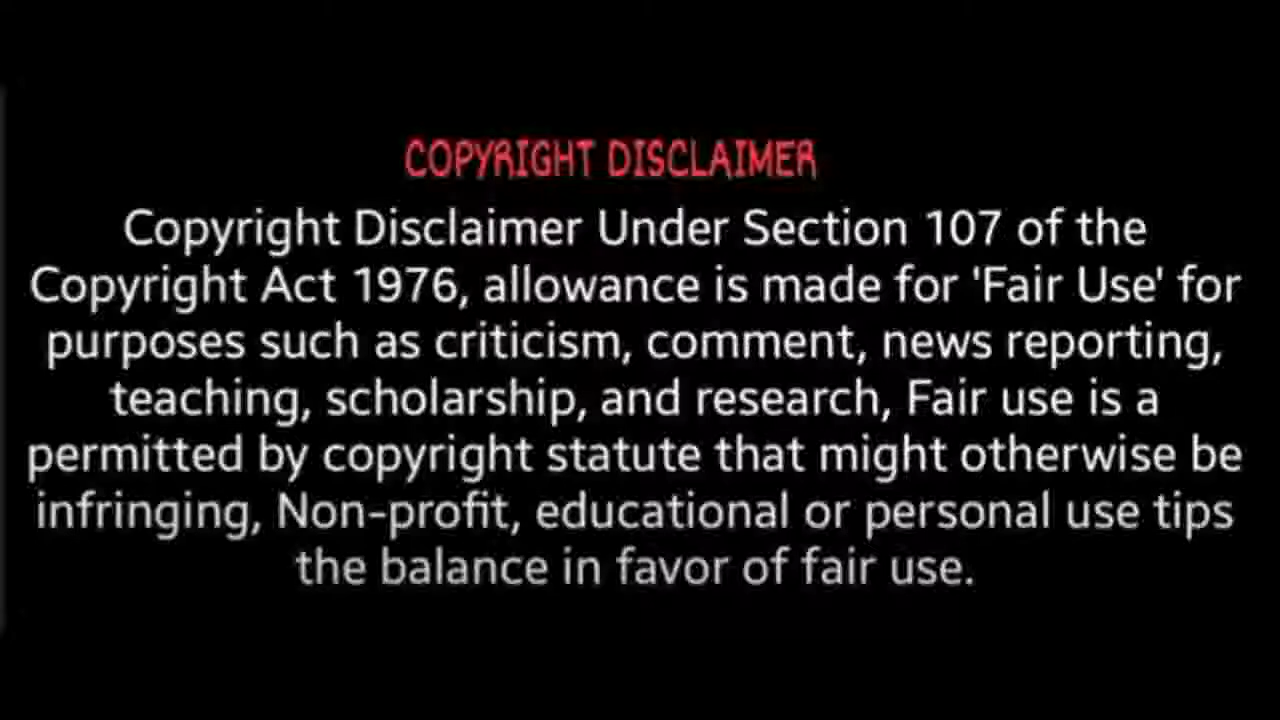 COPYRIGHT DISCLAIMER
Copyright Disclaimer Under Section 107 of the
Copyright Act 1976, allowance is made for 'Fair Use' for
purposes such as criticism, comment, news reporting,
teaching, scholarship, and research, Fair use is a
permitted by copyright statute that might otherwise be
infringing, Non-profit, educational or personal use tips
the balance in favor of fair use.